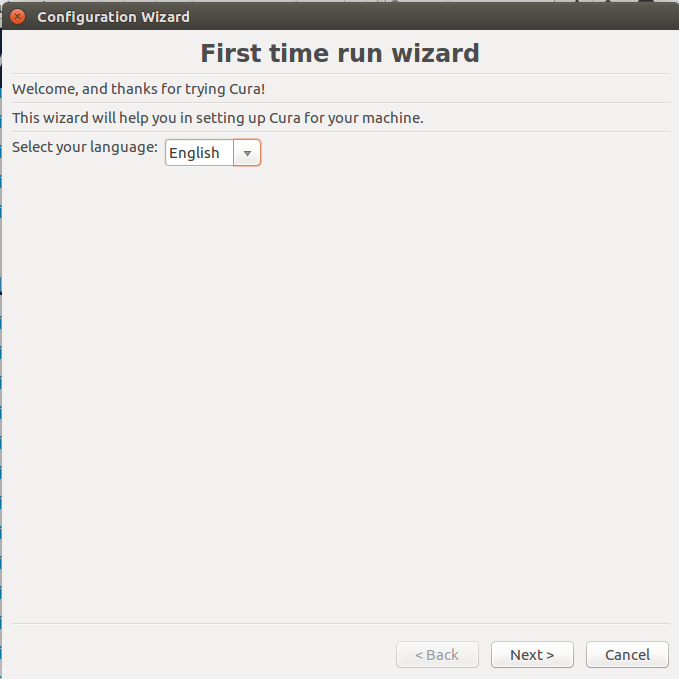 Configuration Wizard
First time run wizard
Welcome, and thanks for trying Cura!
This wizard will help you in setting up Cura for your machine.
Select your language: English
< Back Next > Cancel